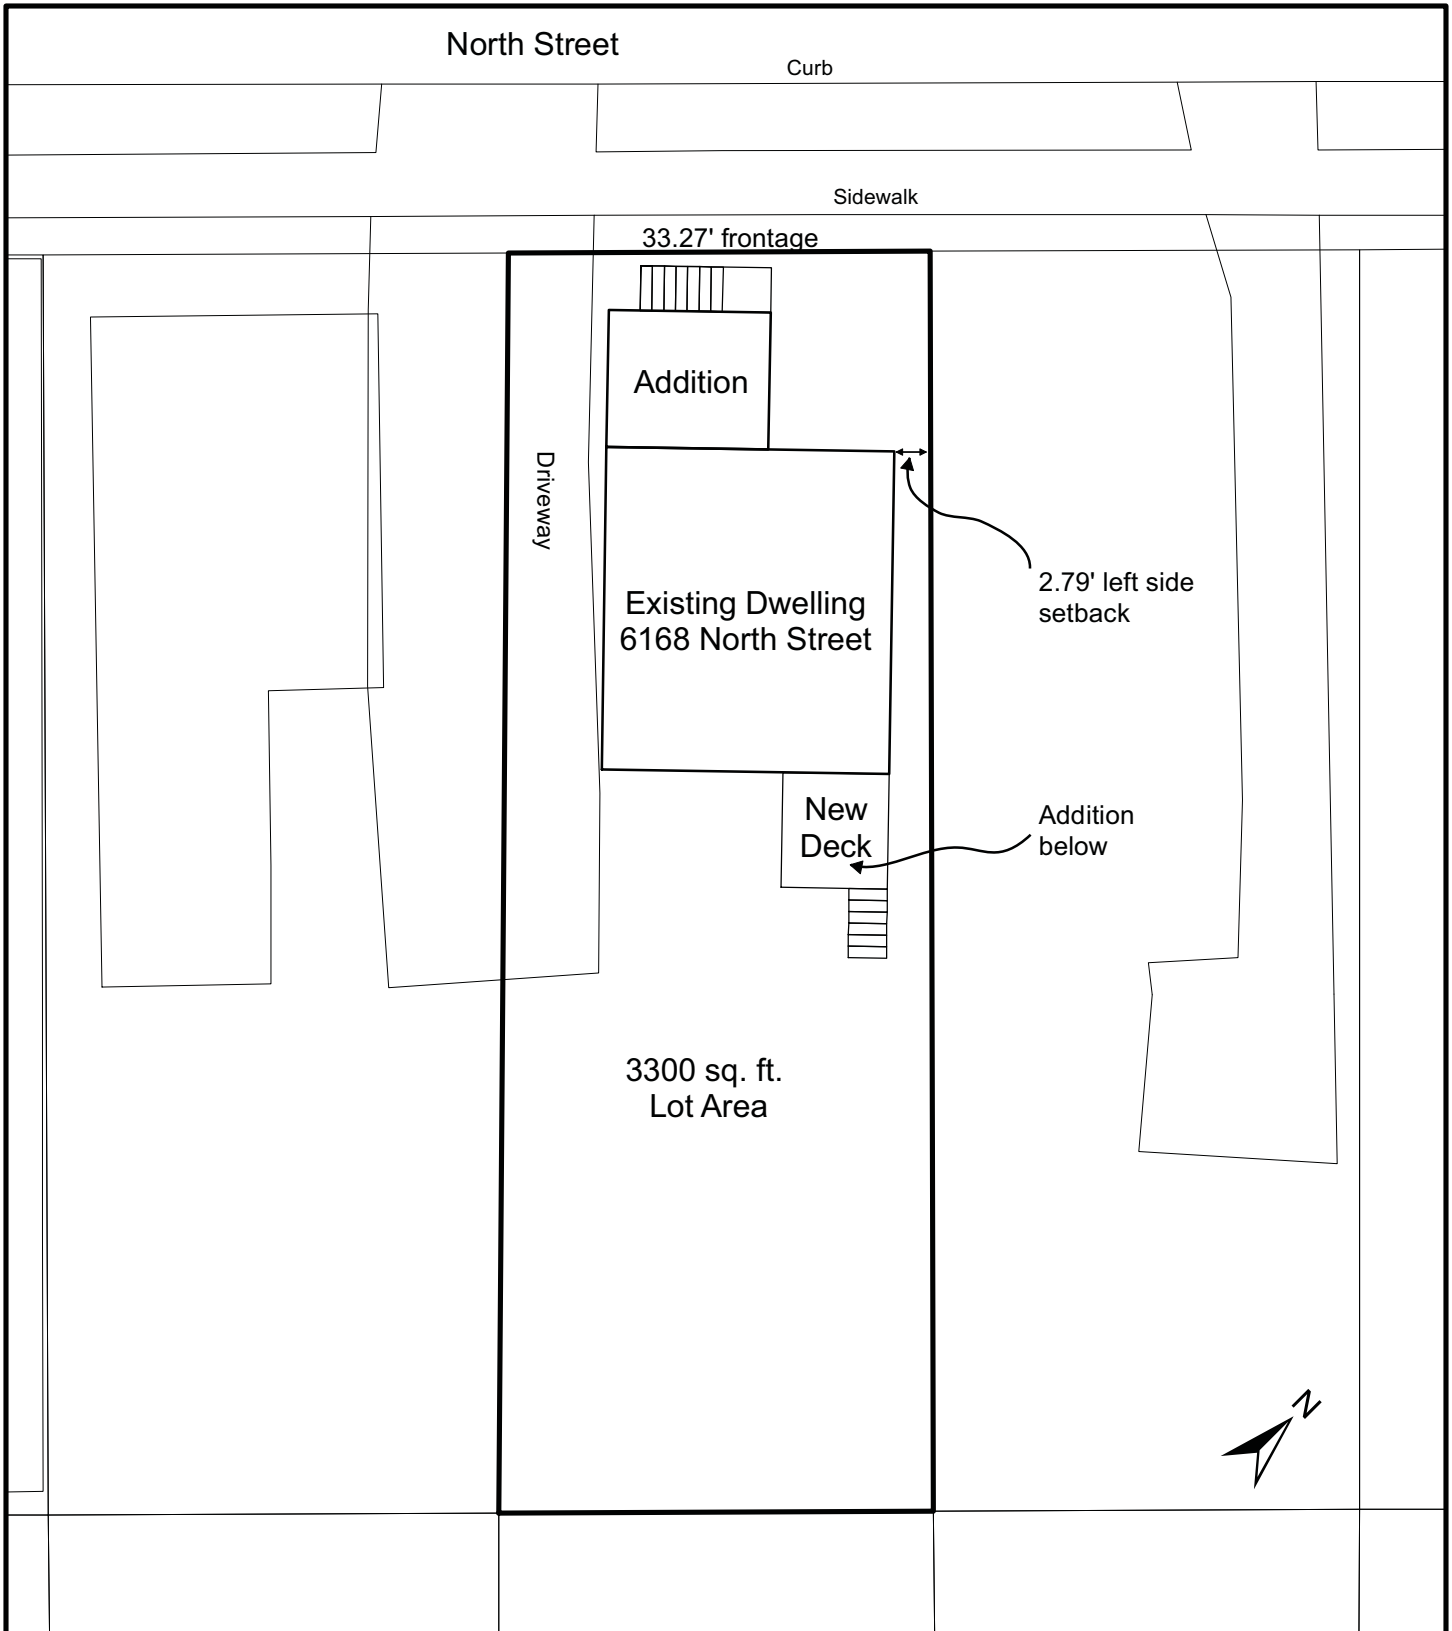 North Street
Curb
Sidewalk
33.27' frontage
Addition
Driveway
2.79' left side
setback
Existing Dwelling
6168 North Street
New
Deck
Addition
below
3300 sq. ft.
Lot Area
N